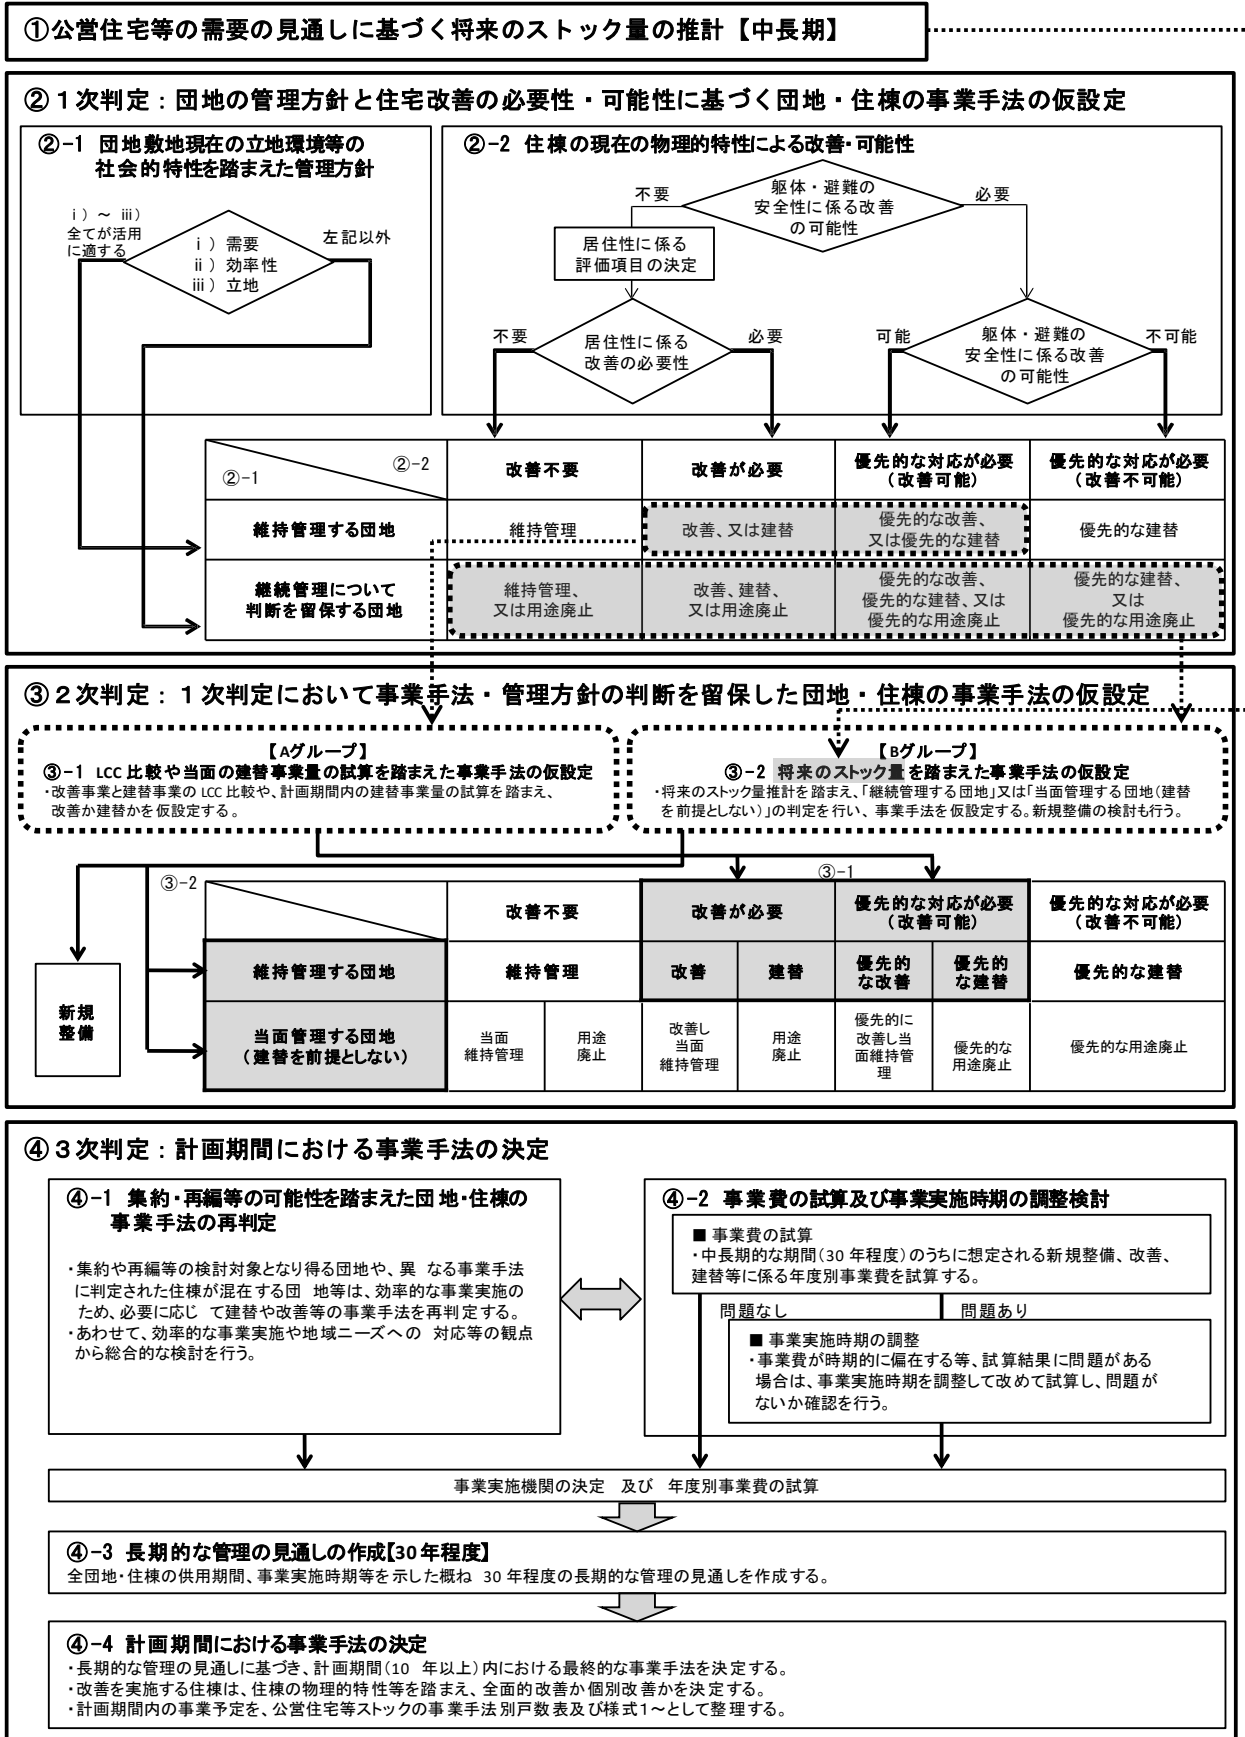 ①公営住宅等の需要の見通しに基づく将来のストック量の推計【中長期】
②１次判定：団地の管理方針と住宅改善の必要性・可能性に基づく団地・住棟の事業手法の仮設定
②-1 団地敷地現在の立地環境等の
社会的特性を踏まえた管理方針
ⅰ）～ ⅲ）
全てが活用
に適する
ⅰ）需要
ⅱ）効率性
ⅲ）立地
左記以外
②-2 住棟の現在の物理的特性による改善・可能性
不要
躯体・避難の
安全性に係る改善
の可能性
必要
居住性に係る
評価項目の決定
不要
居住性に係る
改善の必要性
必要
可能
躯体・避難の
安全性に係る改善
の可能性
不可能
②-1
②-2
改善不要
改善が必要
優先的な対応が必要
（改善可能）
優先的な対応が必要
（改善不可能）
維持管理する団地
維持管理
改善、又は建替
優先的な改善、
又は優先的な建替
優先的な建替
継続管理について
判断を留保する団地
維持管理、
又は用途廃止
改善、建替、
又は用途廃止
優先的な改善、
優先的な建替、又は
優先的な用途廃止
優先的な建替、
又は
優先的な用途廃止
③２次判定：１次判定において事業手法・管理方針の判断を留保した団地・住棟の事業手法の仮設定
【Aグループ】
③-1 LCC 比較や当面の建替事業量の試算を踏まえた事業手法の仮設定
・改善事業と建替事業の LCC 比較や、計画期間内の建替事業量の試算を踏まえ、
改善か建替かを仮設定する。
【Bグループ】
③-2 将来のストック量を踏まえた事業手法の仮設定
・将来のストック量推計を踏まえ、「継続管理する団地」又は「当面管理する団地（建替
を前提としない）」の判定を行い、事業手法を仮設定する。新規整備の検討も行う。
③-2
③-1
改善不要
改善が必要
優先的な対応が必要
（改善可能）
優先的な対応が必要
（改善不可能）
新規
整備
維持管理する団地
維持管理
改善
建替
優先的
な改善
優先的
な建替
優先的な建替
当面管理する団地
（建替を前提としない）
当面
維持管理
用途
廃止
改善し
当面
維持管理
用途
廃止
優先的に
改善し当
面維持管
理
優先的な
用途廃止
優先的な用途廃止
④３次判定：計画期間における事業手法の決定
④-1 集約・再編等の可能性を踏まえた団 地・住棟の
事業手法の再判定
・集約や再編等の検討対象となり得る団地や、異 なる事業手法
に判定された住棟が混在する団 地等は、効率的な事業実施の
ため、必要に応じ て建替や改善等の事業手法を再判定する。
・あわせて、効率的な事業実施や地域ニーズへの 対応等の観点
から総合的な検討を行う。
④-2 事業費の試算及び事業実施時期の調整検討
■ 事業費の試算
・中長期的な期間（30 年程度）のうちに想定される新規整備、改善、
建替等に係る年度別事業費を試算する。
問題なし
問題あり
■ 事業実施時期の調整
・事業費が時期的に偏在する等、試算結果に問題がある
場合は、事業実施時期を調整して改めて試算し、問題が
ないか確認を行う。
事業実施機関の決定 及び 年度別事業費の試算
④-3 長期的な管理の見通しの作成【30 年程度】
全団地・住棟の供用期間、事業実施時期等を示した概ね 30 年程度の長期的な管理の見通しを作成する。
④-4 計画期間における事業手法の決定
・長期的な管理の見通しに基づき、計画期間（10 年以上）内における最終的な事業手法を決定する。
・改善を実施する住棟は、住棟の物理的特性等を踏まえ、全面的改善か個別改善かを決定する。
・計画期間内の事業予定を、公営住宅等ストックの事業手法別戸数表及び様式1～として整理する。